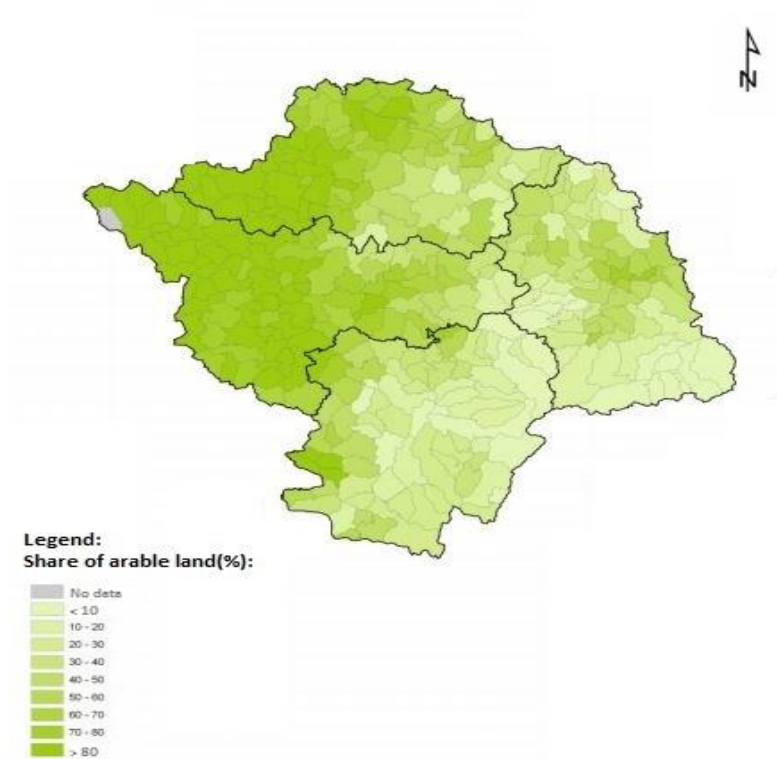 N
Legend:
Share of arable land(%):
No data
< 10
10 - 20
20 - 30
30 - 40
40 - 50
50 - 60
60 - 70
70 - 80
> 80